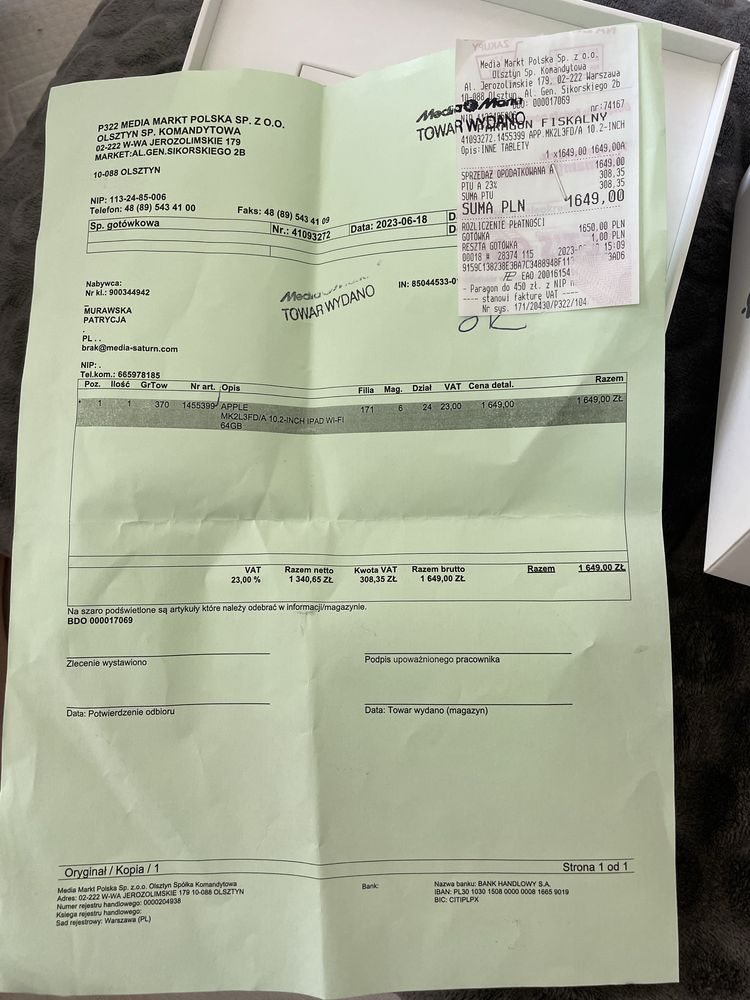 P322 MEDIA MARKT POLSKA SP. Z O.O.
OLSZTYN SP. KOMANDYTOWA
02-222 W-WA JEROZOLIMSKIE 179
MARKET:AL.GEN.SIKORSKIEGO 2B
10-088 OLSZTYN
NIP: 113-24-85-006
Telefon: 48 (89) 543 41 00 Faks: 48 (89) 543 41 09
Sp. gotówkowa Nr.: 41093272 Data: 2023-06-18
Media Markt
TOWAR WYDANO
Media Markt Polska Sp. z o.o.
Olsztyn Sp. Komandytowa
Al. Jerozolimskie 179, 02-222 Warszawa
10-088 Olsztyn, Al. Gen. Sikorskiego 2b
000017069
nr:74167
PARAGON FISKALNY
41093272.1455399 APP.MK2L3FD/A 10.2-INCH
Opis:INNE TABLETY
1 x1649,00 1649,00A
SPRZEDAŻ OPODATKOWANA A 1649,00
PTU A 23% 308,35
SUMA PTU 308,35
SUMA PLN 1649,00
ROZLICZENIE PŁATNOŚCI
GOTÓWKA 1650,00 PLN
RESZTA GOTÓWKA 1,00 PLN
00018 # 28374 115 15:09
EAO 20016154
- Paragon do 450 zł. z NIP
---- stanowi fakturę VAT ----
Nr sys. 171/20430/P322/104
OK
Nabywca:
Nr kl.: 900344942
Media
TOWAR WYDANO
IN: 85044533-0
MURAWSKA
PATRYCJA
.
PL . .
brak@media-saturn.com
NIP: .
Tel.kom.: 665978185
Poz. Ilość GrTow Nr art. Opis Filia Mag. Dział VAT Cena detal. Razem
* 1 1 370 1455399 APPLE 171 6 24 23,00 1 649,00 1 649,00 ZŁ
MK2L3FD/A 10.2-INCH IPAD WI-FI
64GB
VAT Razem netto Kwota VAT Razem brutto Razem 1 649,00 ZŁ
23,00 % 1 340,65 ZŁ 308,35 ZŁ 1 649,00 ZŁ
Na szaro podświetlone są artykuły które należy odebrać w informacji/magazynie.
BDO 000017069
Zlecenie wystawiono Podpis upoważnionego pracownika
Data: Potwierdzenie odbioru Data: Towar wydano (magazyn)
Oryginał / Kopia / 1 Strona 1 od 1
Media Markt Polska Sp. z.o.o. Olsztyn Spółka Komandytowa
Adres: 02-222 W-WA JEROZOLIMSKIE 179 10-088 OLSZTYN
Numer rejestru handlowego: 0000204938
Księga rejestru handlowego:
Sad rejestrowy: Warszawa (PL)
Bank:
Nazwa banku: BANK HANDLOWY S.A.
IBAN: PL30 1030 1508 0000 0008 1665 9019
BIC: CITIPLPX